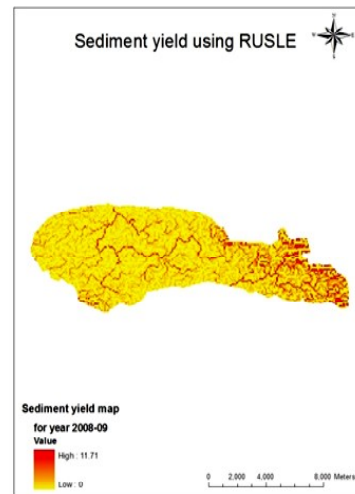 Sediment yield using RUSLE
N
W
E
S
Sediment yield map
for year 2008-09
Value
High : 11.71
Low : 0
0 2,000 4,000 8,000 Meters